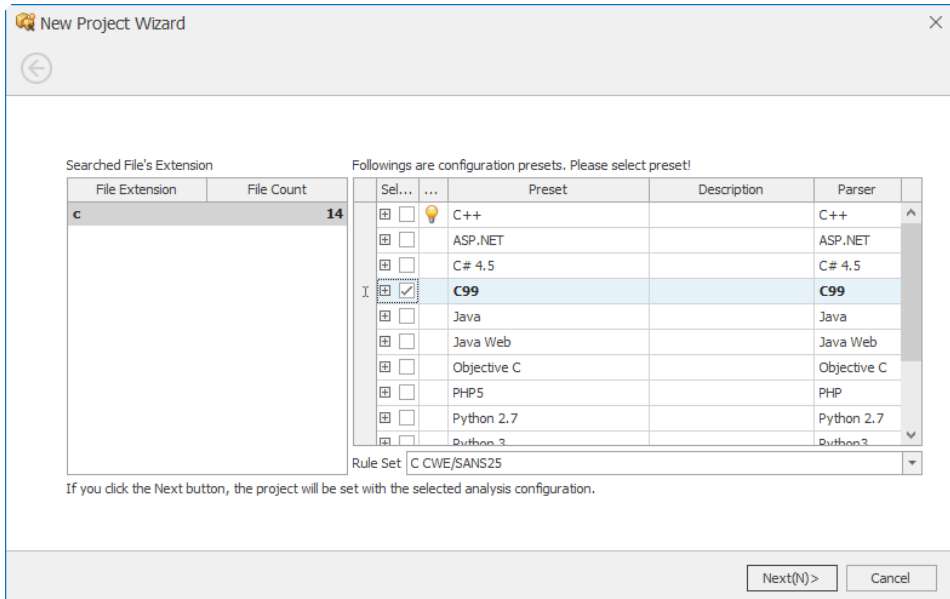 New Project Wizard
Searched File's Extension
Followings are configuration presets. Please select preset!
File Extension File Count
Sel... ... Preset Description Parser
c 14
C++ C++
ASP.NET ASP.NET
C# 4.5 C# 4.5
C99 C99
Java Java
Java Web Java Web
Objective C Objective C
PHP5 PHP
Python 2.7 Python 2.7
Python 3 Python3
Rule Set C CWE/SANS25
If you click the Next button, the project will be set with the selected analysis configuration.
Next(N)> Cancel